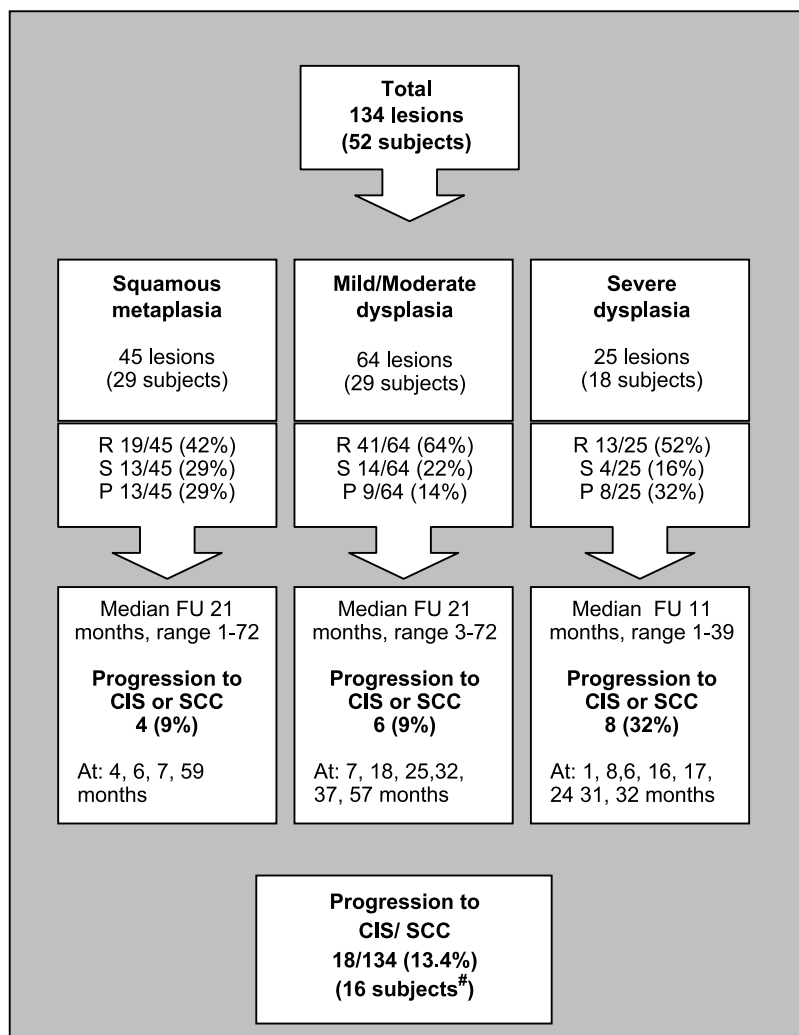 Total
134 lesions
(52 subjects)
Squamous
metaplasia
45 lesions
(29 subjects)
R 19/45 (42%)
S 13/45 (29%)
P 13/45 (29%)
Median FU 21
months, range 1-72
Progression to
CIS or SCC
4 (9%)
At: 4, 6, 7, 59
months
Mild/Moderate
dysplasia
64 lesions
(29 subjects)
R 41/64 (64%)
S 14/64 (22%)
P 9/64 (14%)
Median FU 21
months, range 3-72
Progression to
CIS or SCC
6 (9%)
At: 7, 18, 25,32,
37, 57 months
Severe
dysplasia
25 lesions
(18 subjects)
R 13/25 (52%)
S 4/25 (16%)
P 8/25 (32%)
Median  FU 11
months, range 1-39
Progression to
CIS or SCC
8 (32%)
At: 1, 8,6, 16, 17,
24 31, 32 months
Progression to
CIS/ SCC
18/134 (13.4%)
(16 subjects#)